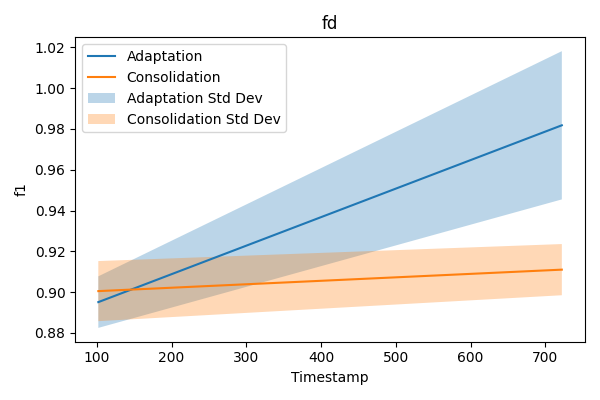 fd
1.02
1.00
0.98
0.96
0.94
0.92
0.90
0.88
f1
Adaptation
Consolidation
Adaptation Std Dev
Consolidation Std Dev
100 200 300 400 500 600 700
Timestamp